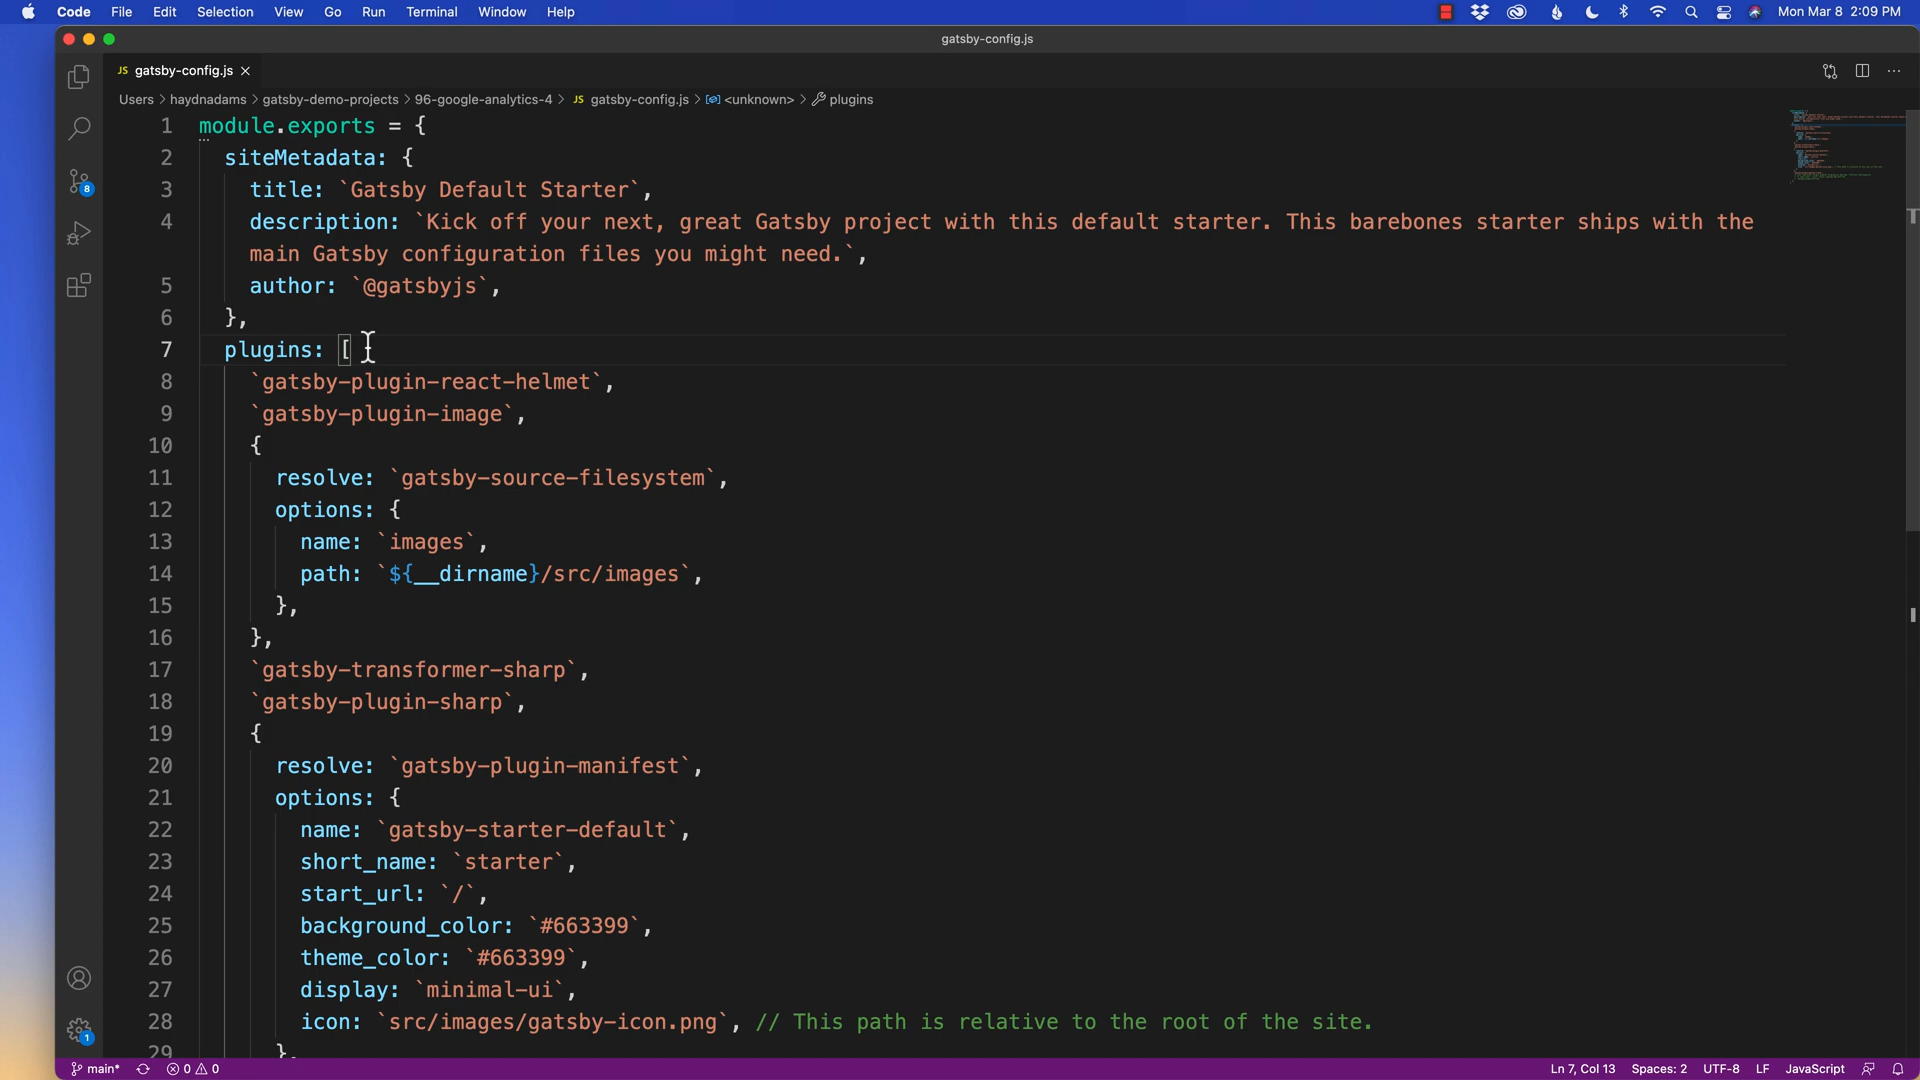 Code File Edit Selection View Go Run Terminal Window Help Mon Mar 8 2:09 PM
gatsby-config.js
JS gatsby-config.js
Users > haydnadams > gatsby-demo-projects > 96-google-analytics-4 > JS gatsby-config.js > <unknown> > plugins
1 module.exports = {
2 siteMetadata: {
3 title: `Gatsby Default Starter`,
4 description: `Kick off your next, great Gatsby project with this default starter. This barebones starter ships with the
main Gatsby configuration files you might need.`,
5 author: `@gatsbyjs`,
6 },
7 plugins: [
8 `gatsby-plugin-react-helmet`,
9 `gatsby-plugin-image`,
10 {
11 resolve: `gatsby-source-filesystem`,
12 options: {
13 name: `images`,
14 path: `${__dirname}/src/images`,
15 },
16 },
17 `gatsby-transformer-sharp`,
18 `gatsby-plugin-sharp`,
19 {
20 resolve: `gatsby-plugin-manifest`,
21 options: {
22 name: `gatsby-starter-default`,
23 short_name: `starter`,
24 start_url: `/`,
25 background_color: `#663399`,
26 theme_color: `#663399`,
27 display: `minimal-ui`,
28 icon: `src/images/gatsby-icon.png`, // This path is relative to the root of the site.
29 },
8
1
main* 0 0 Ln 7, Col 13 Spaces: 2 UTF-8 LF JavaScript